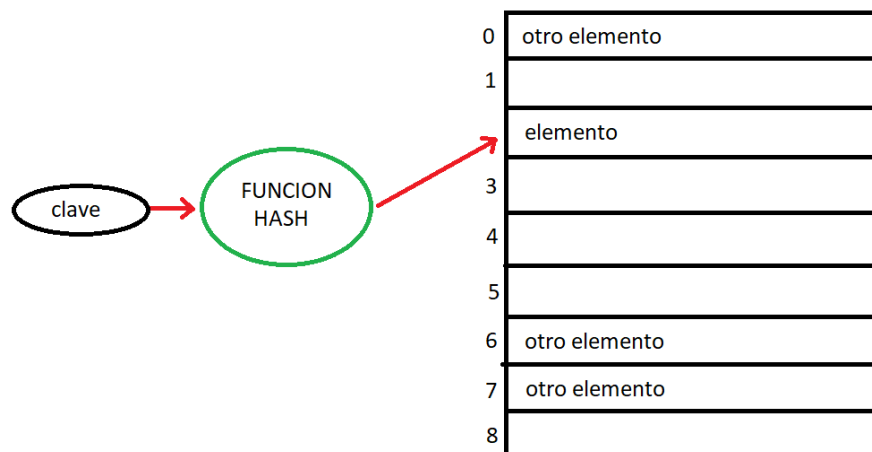 0 otro elemento
1
elemento
clave
FUNCION
HASH
3
4
5
6 otro elemento
7 otro elemento
8